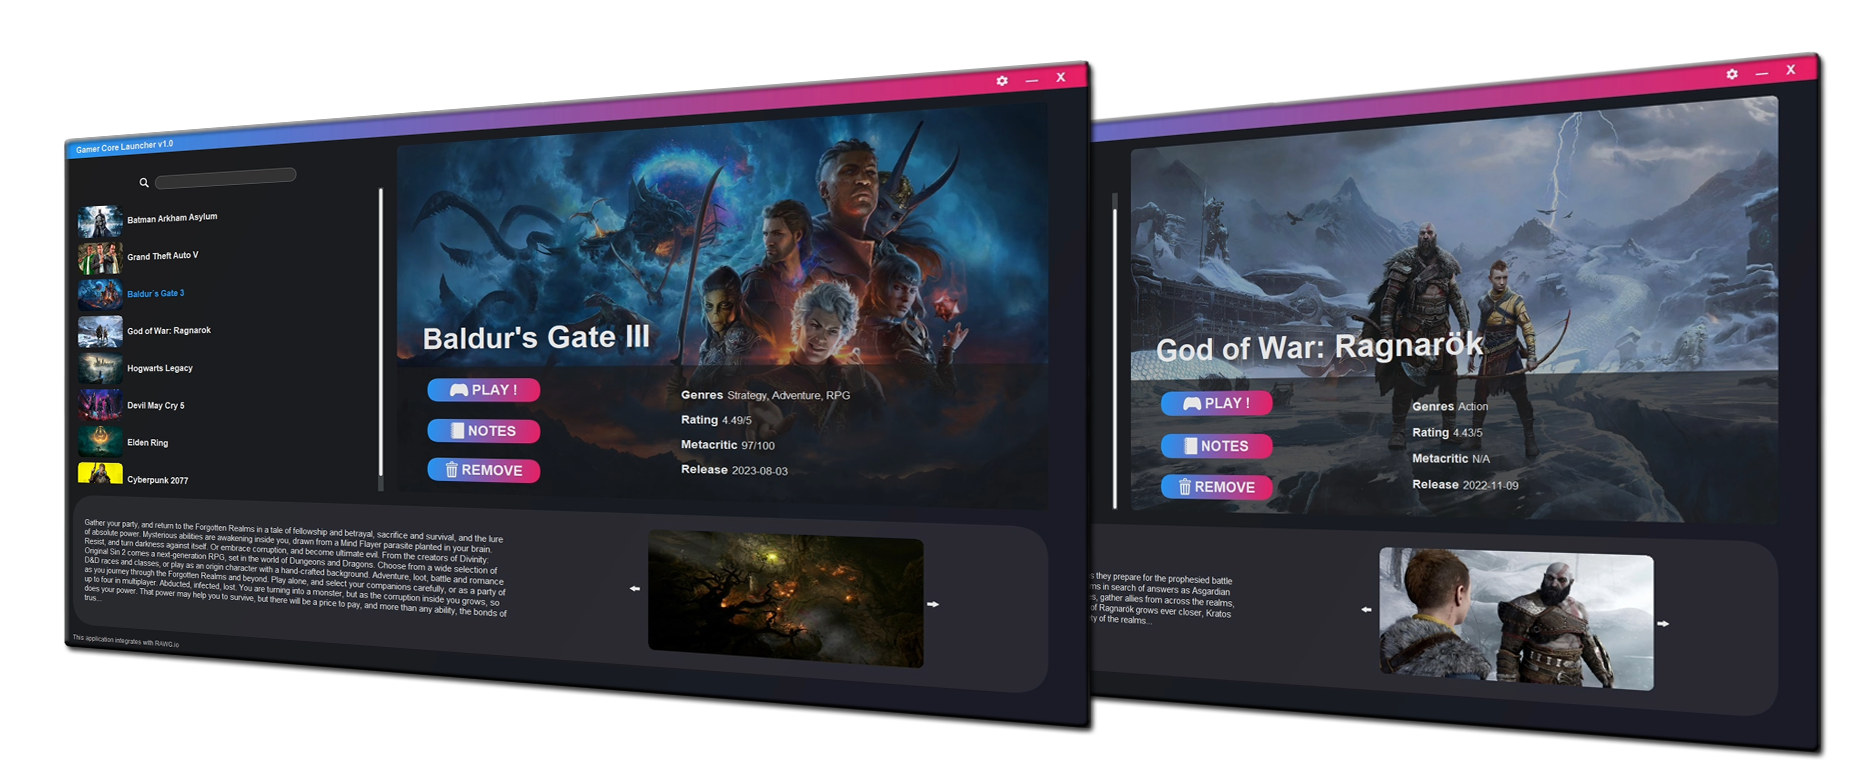 Gamer Core Launcher v1.0
X
Batman Arkham Asylum
Grand Theft Auto V
Baldur´s Gate 3
God of War: Ragnarok
Hogwarts Legacy
Devil May Cry 5
Elden Ring
Cyberpunk 2077
Baldur's Gate III
PLAY !
NOTES
REMOVE
Genres Strategy, Adventure, RPG
Rating 4.49/5
Metacritic 97/100
Release 2023-08-03
Gather your party, and return to the Forgotten Realms in a tale of fellowship and betrayal, sacrifice and survival, and the lure
of absolute power. Mysterious abilities are awakening inside you, drawn from a Mind Flayer parasite planted in your brain.
Resist, and turn darkness against itself. Or embrace corruption, and become ultimate evil. From the creators of Divinity:
Original Sin 2 comes a next-generation RPG, set in the world of Dungeons and Dragons. Choose from a wide selection of
D&D races and classes, or play as an origin character with a hand-crafted background. Adventure, loot, battle and romance
as you journey through the Forgotten Realms and beyond. Play alone, and select your companions carefully, or as a party of
up to four in multiplayer. Abducted, infected, lost. You are turning into a monster, but as the corruption inside you grows, so
does your power. That power may help you to survive, but there will be a price to pay, and more than any ability, the bonds of
trus...
This application integrates with RAWG.io
X
God of War: Ragnarök
PLAY !
NOTES
REMOVE
Genres Action
Rating 4.43/5
Metacritic N/A
Release 2022-11-09
s they prepare for the prophesied battle
ms in search of answers as Asgardian
s, gather allies from across the realms,
of Ragnarök grows ever closer, Kratos
ty of the realms...